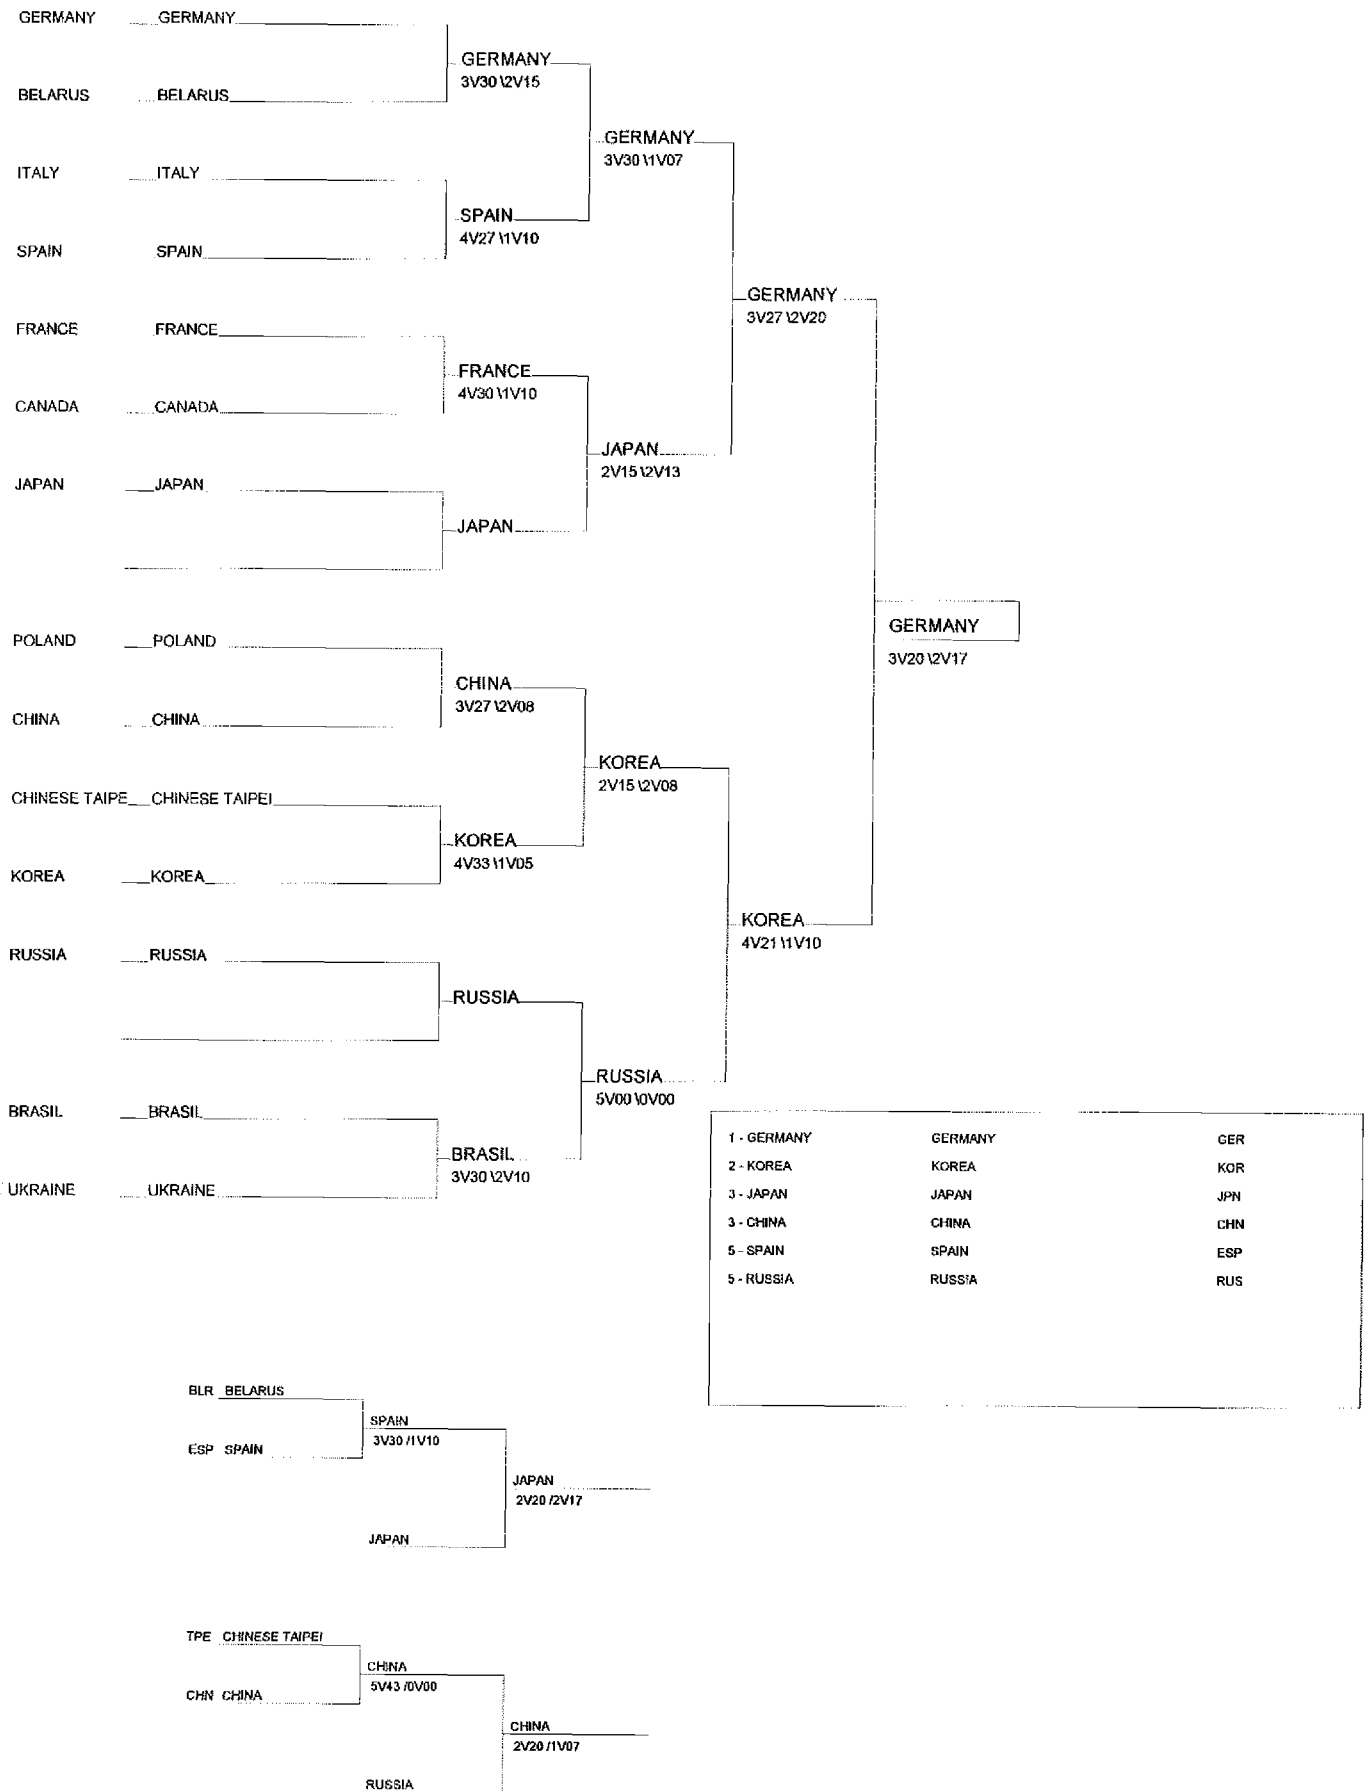 GERMANY GERMANY
GERMANY
3V30 \2V15
BELARUS BELARUS
GERMANY
3V30 \1V07
ITALY ITALY
SPAIN
4V27 \1V10
SPAIN SPAIN
GERMANY
3V27 \2V20
FRANCE FRANCE
FRANCE
4V30 \1V10
CANADA CANADA
JAPAN
2V15 \2V13
JAPAN JAPAN
JAPAN
GERMANY
3V20 \2V17
POLAND POLAND
CHINA
3V27 \2V08
CHINA CHINA
KOREA
2V15 \2V08
CHINESE TAIPE CHINESE TAIPEI
KOREA
4V33 \1V05
KOREA KOREA
KOREA
4V21 \1V10
RUSSIA RUSSIA
RUSSIA
RUSSIA
5V00 \0V00
BRASIL BRASIL
BRASIL
3V30 \2V10
UKRAINE UKRAINE
1 - GERMANY GERMANY GER
2 - KOREA KOREA KOR
3 - JAPAN JAPAN JPN
3 - CHINA CHINA CHN
5 - SPAIN SPAIN ESP
5 - RUSSIA RUSSIA RUS
BLR BELARUS
SPAIN
3V30 /1V10
ESP SPAIN
JAPAN
2V20 /2V17
JAPAN
TPE CHINESE TAIPEI
CHINA
5V43 /0V00
CHN CHINA
CHINA
2V20 /1V07
RUSSIA